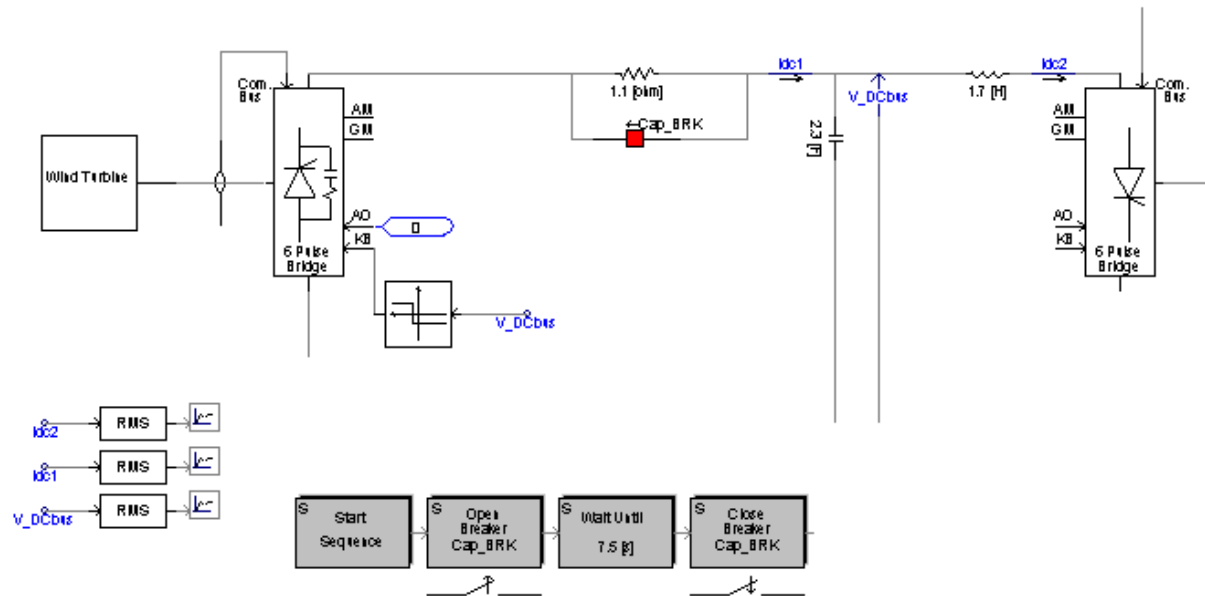 Com.
Bus
AM
GM
AO
KB
6 Pulse
Bridge
Wind Turbine
0
V_DCbus
1.1 [ohm]
Cap_BRK
Idc1
V_DCbus
2.3 [F]
1.7 [H]
Idc2
Com.
Bus
AM
GM
AO
KB
6 Pulse
Bridge
Idc2
RMS
Idc1
RMS
V_DCbus
RMS
S
Start
Sequence
S
Open
Breaker
Cap_BRK
S
Wait Until
7.5 [s]
S
Close
Breaker
Cap_BRK